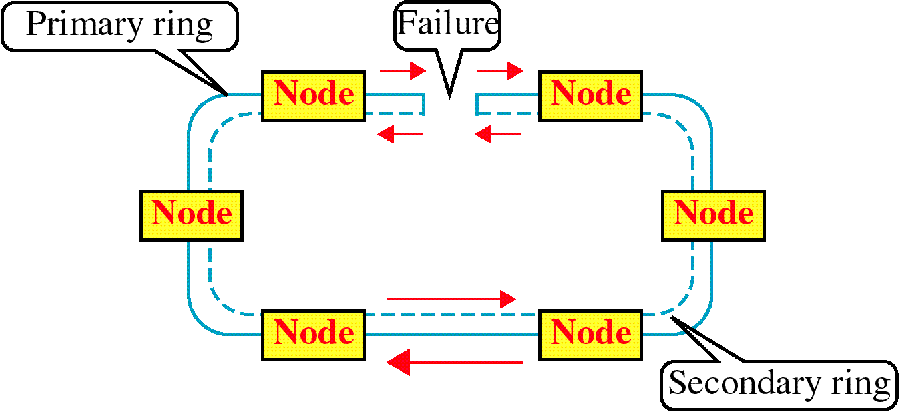 Primary ring
Failure
Node
Node
Node
Node
Node
Node
Secondary ring